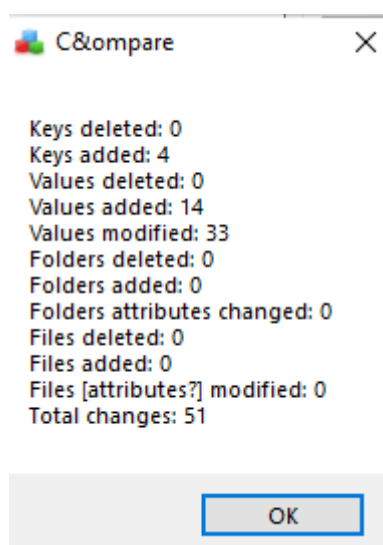 C&ompare
Keys deleted: 0
Keys added: 4
Values deleted: 0
Values added: 14
Values modified: 33
Folders deleted: 0
Folders added: 0
Folders attributes changed: 0
Files deleted: 0
Files added: 0
Files [attributes?] modified: 0
Total changes: 51
OK